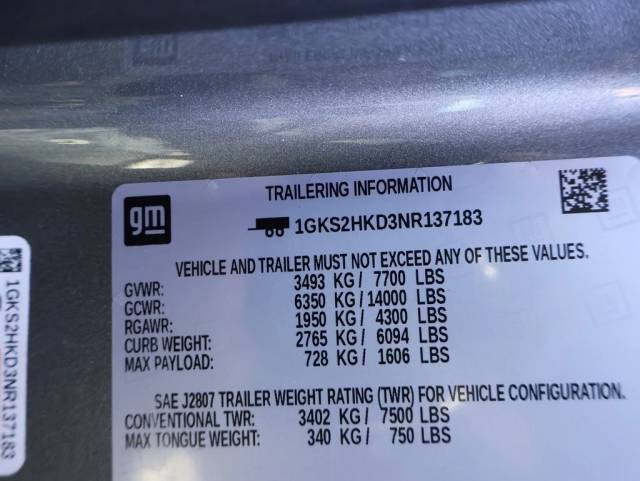 gm
TRAILERING INFORMATION
1GKS2HKD3NR137183
VEHICLE AND TRAILER MUST NOT EXCEED ANY OF THESE VALUES.
GVWR: 3493 KG / 7700 LBS
GCWR: 6350 KG / 14000 LBS
RGAWR: 1950 KG / 4300 LBS
CURB WEIGHT: 2765 KG / 6094 LBS
MAX PAYLOAD: 728 KG / 1606 LBS
SAE J2807 TRAILER WEIGHT RATING (TWR) FOR VEHICLE CONFIGURATION.
CONVENTIONAL TWR: 3402 KG / 7500 LBS
MAX TONGUE WEIGHT: 340 KG / 750 LBS
1GKS2HKD3NR137183